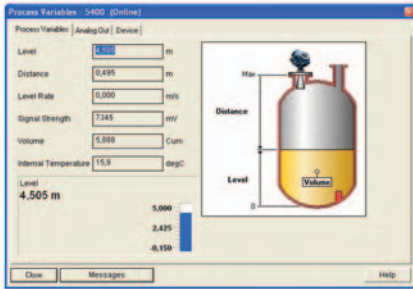 Process Variables - 5400 (Online)
Process Variables Analog Out Device
Level 4,505 m
Distance 0,495 m
Level Rate 0,000 m/s
Signal Strength 7345 mV
Volume 5,888 Cum
Internal Temperature 15,9 degC
Level
4,505 m
5,000
2,425
-0,150
Max
Distance
Level
Volume
0
Close Messages Help